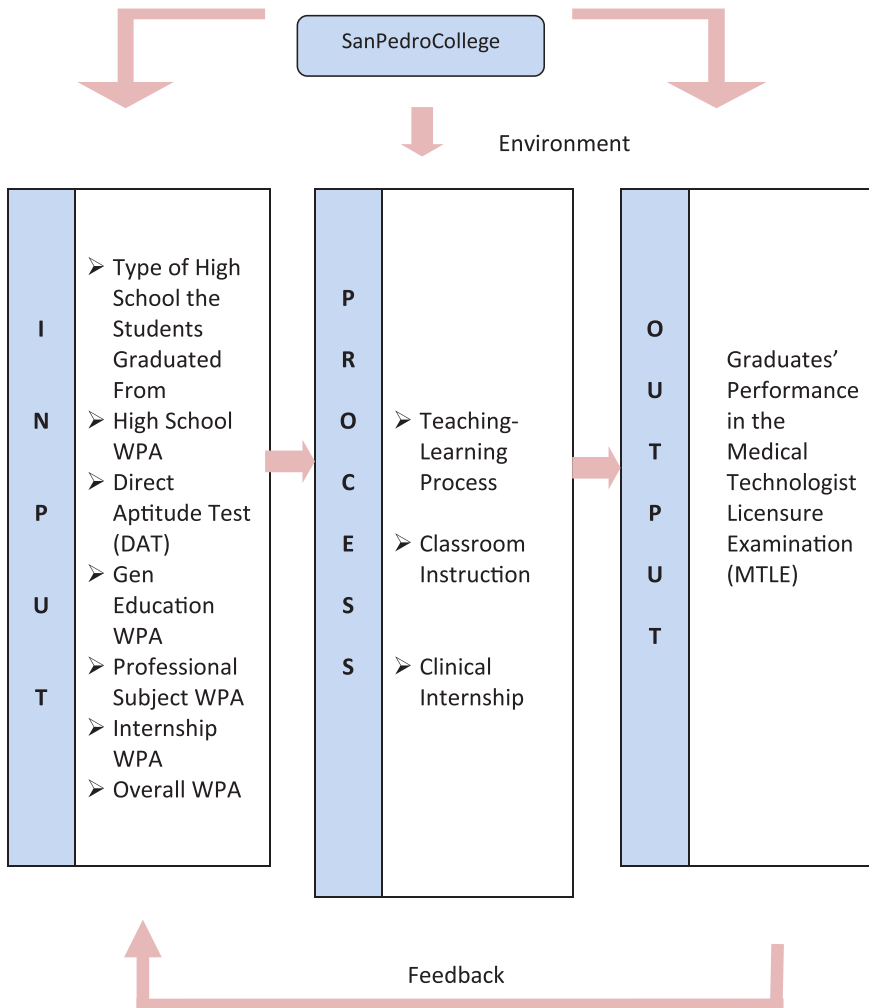 SanPedroCollege
Environment
I
N
P
U
T
➢ Type of High
School the
Students
Graduated
From
➢ High School
WPA
➢ Direct
Aptitude Test
(DAT)
➢ Gen
Education
WPA
➢ Professional
Subject WPA
➢ Internship
WPA
➢ Overall WPA
P
R
O
C
E
S
S
➢ Teaching-
Learning
Process
➢ Classroom
Instruction
➢ Clinical
Internship
O
U
T
P
U
T
Graduates’
Performance
in the
Medical
Technologist
Licensure
Examination
(MTLE)
Feedback